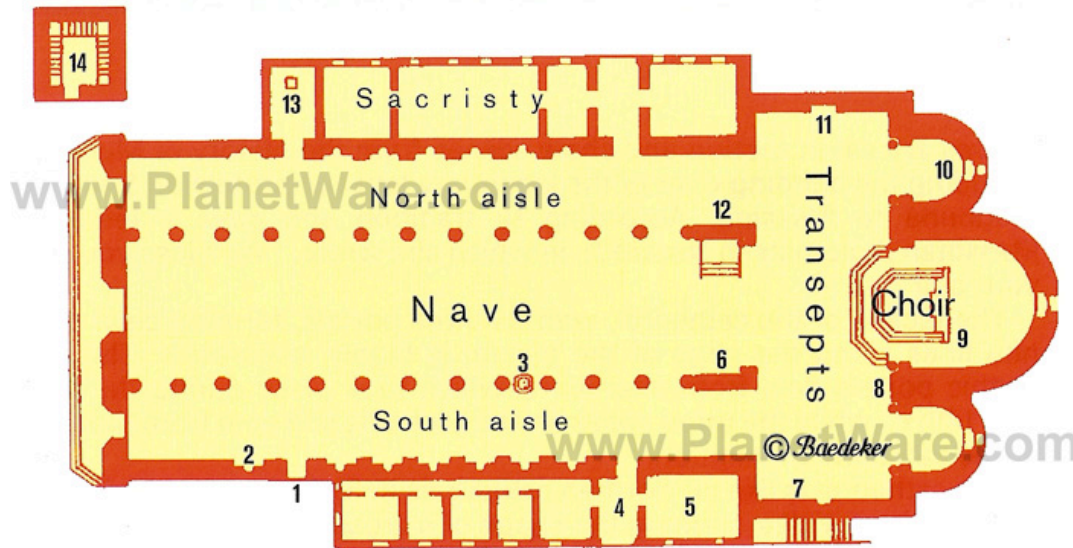 14
13
Sacristy
11
www.PlanetWare.com
North aisle
10
12
Transepts
Nave
Choir
9
3
6
8
South aisle
www.PlanetWare.com
© Baedeker
2
1
4
5
7